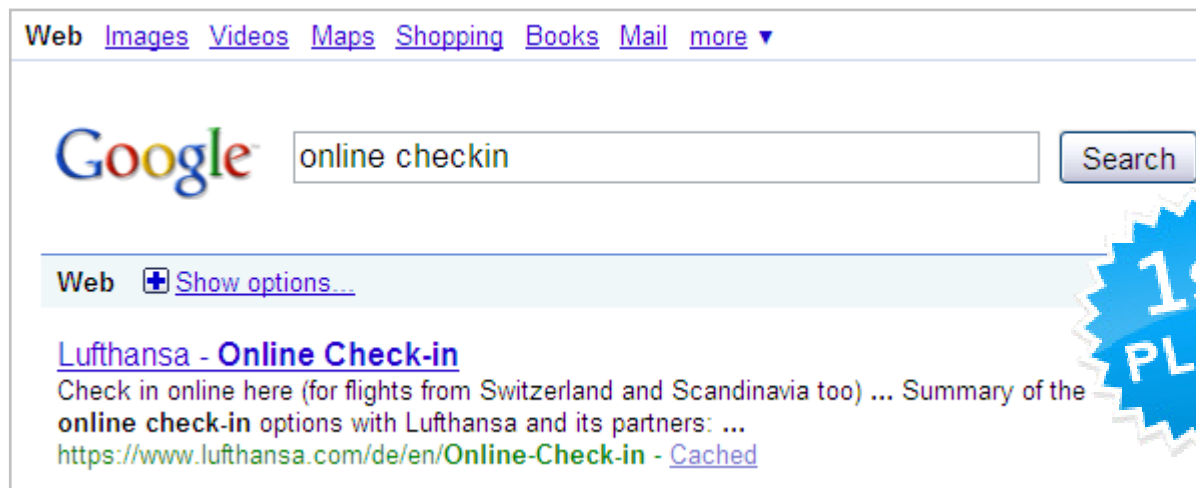 Web Images Videos Maps Shopping Books Mail more ▼
Google online checkin Search
Web Show options...
Lufthansa - Online Check-in
Check in online here (for flights from Switzerland and Scandinavia too) ... Summary of the
online check-in options with Lufthansa and its partners: ...
https://www.lufthansa.com/de/en/Online-Check-in - Cached